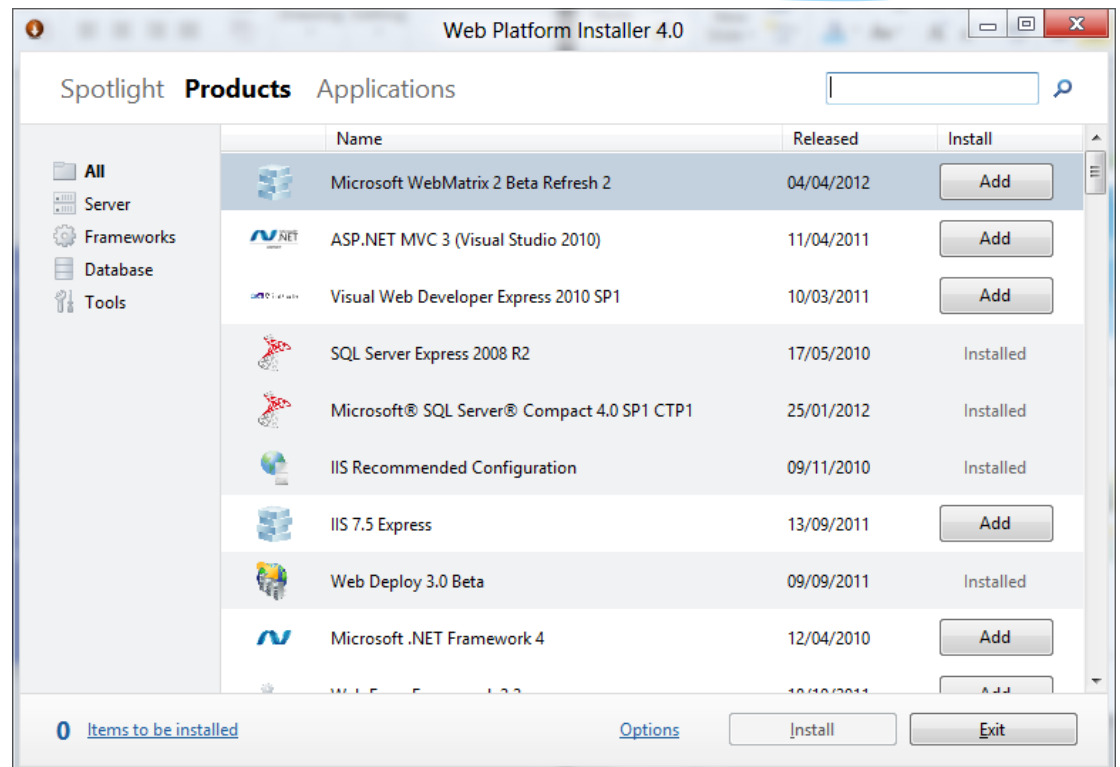 Web Platform Installer 4.0
Spotlight Products Applications
Name Released Install
All
Server
Frameworks
Database
Tools
Microsoft WebMatrix 2 Beta Refresh 2 04/04/2012 Add
.NET ASP.NET MVC 3 (Visual Studio 2010) 11/04/2011 Add
Visual Web Developer Express 2010 SP1 10/03/2011 Add
SQL Server Express 2008 R2 17/05/2010 Installed
Microsoft® SQL Server® Compact 4.0 SP1 CTP1 25/01/2012 Installed
IIS Recommended Configuration 09/11/2010 Installed
IIS 7.5 Express 13/09/2011 Add
Web Deploy 3.0 Beta 09/09/2011 Installed
Microsoft .NET Framework 4 12/04/2010 Add
0 Items to be installed Options Install Exit